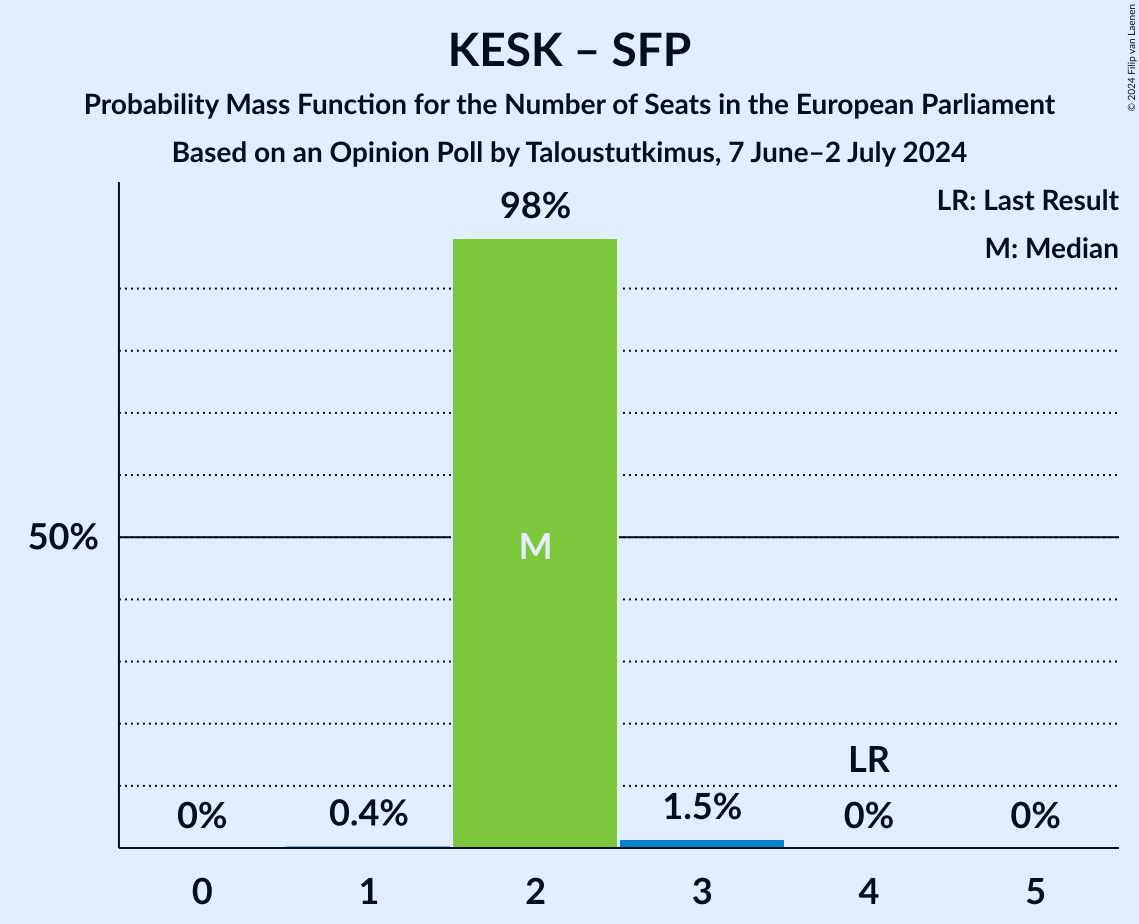 KESK – SFP
Probability Mass Function for the Number of Seats in the European Parliament
Based on an Opinion Poll by Taloustutkimus, 7 June–2 July 2024
© 2024 Filip van Laenen
LR: Last Result
M: Median
98%
50%
M
LR
0%
0.4%
1.5%
0%
0%
0
1
2
3
4
5